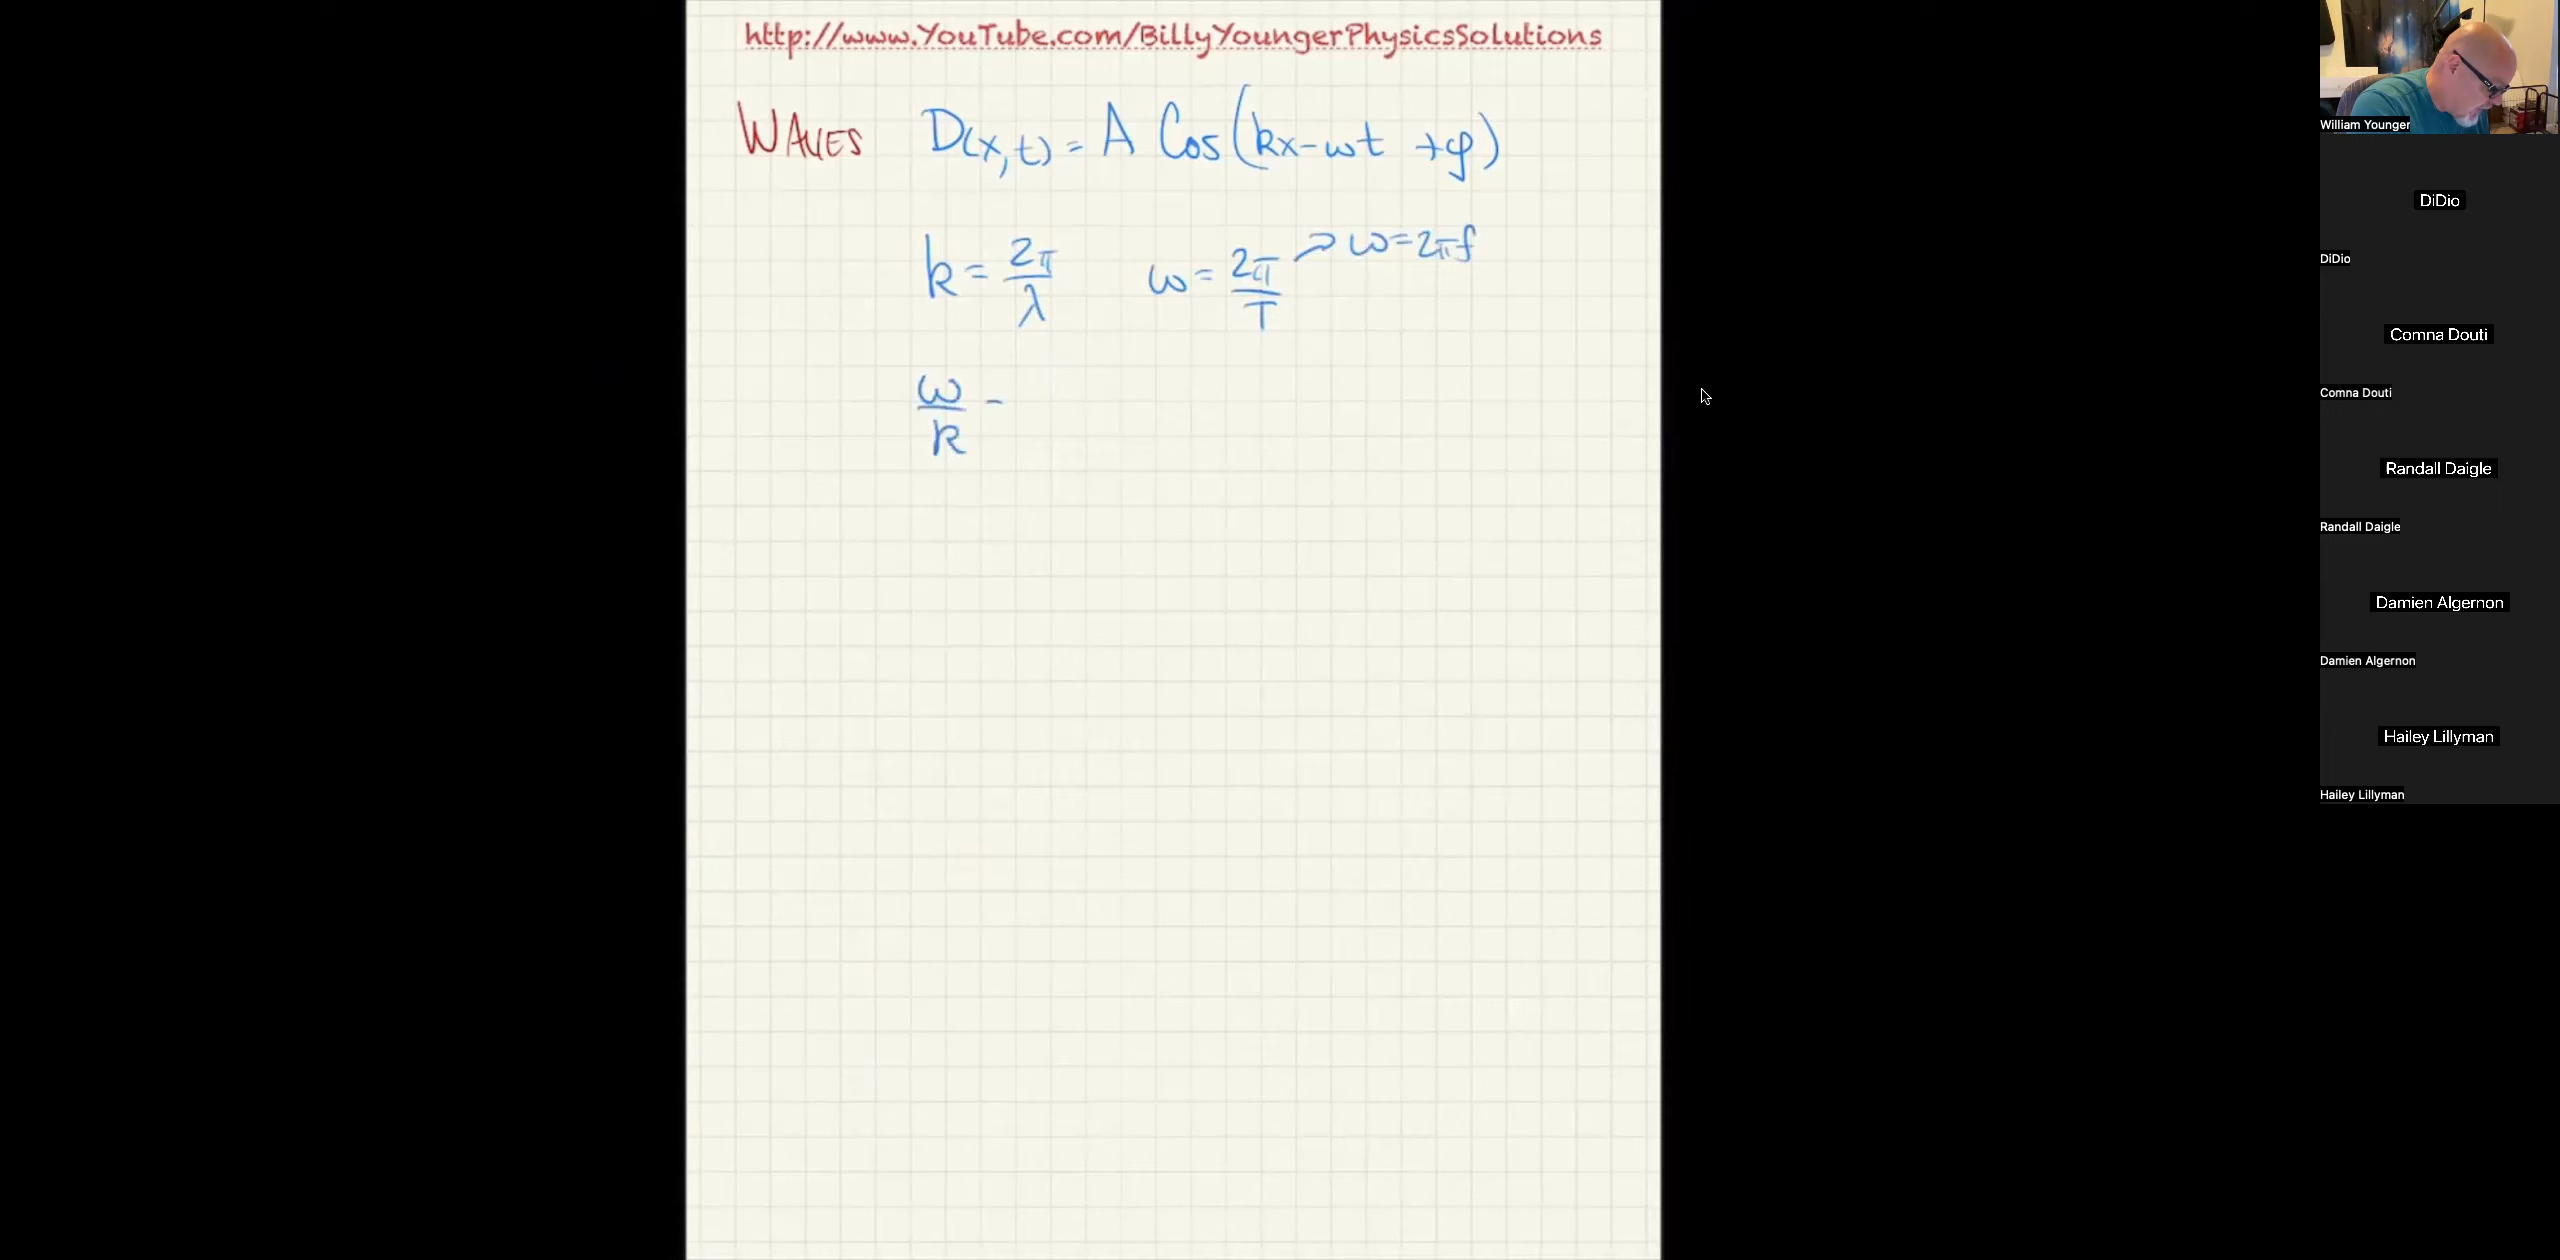 http://www.YouTube.com/BillyYoungerPhysicsSolutions
WAVES D(x,t) = A Cos(kx-ωt +φ)
k = 2π/λ ω = 2π/T → ω=2πf
ω/k -
William Younger
DiDio
DiDio
Comna Douti
Comna Douti
Randall Daigle
Randall Daigle
Damien Algernon
Damien Algernon
Hailey Lillyman
Hailey Lillyman